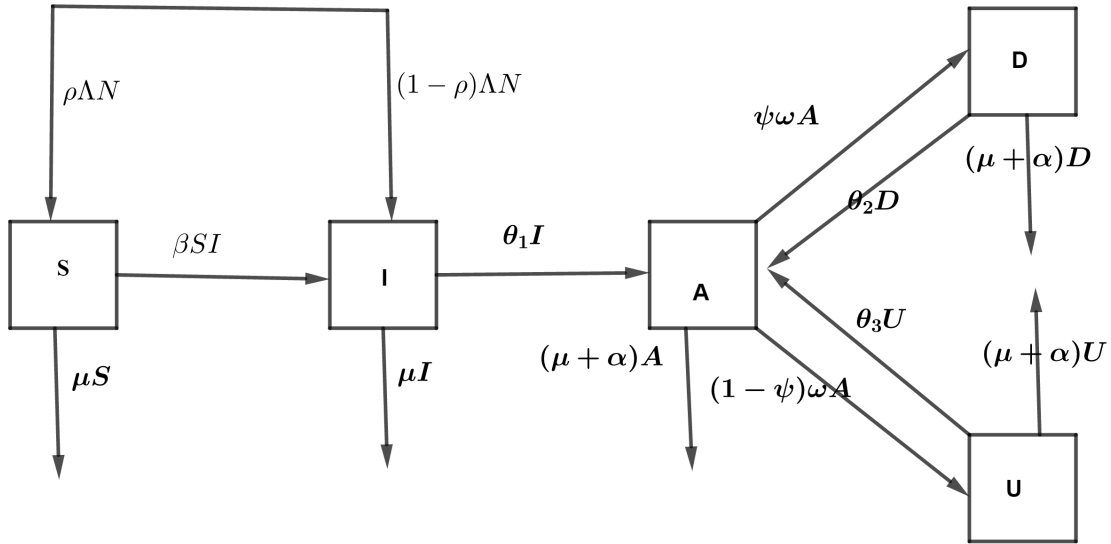 ρΛN
(1 − ρ)ΛN
D
ψωA
(μ + α)D
θ₂D
S
βSI
I
θ₁I
A
θ₃U
μS
μI
(μ + α)A
(1 − ψ)ωA
(μ + α)U
U